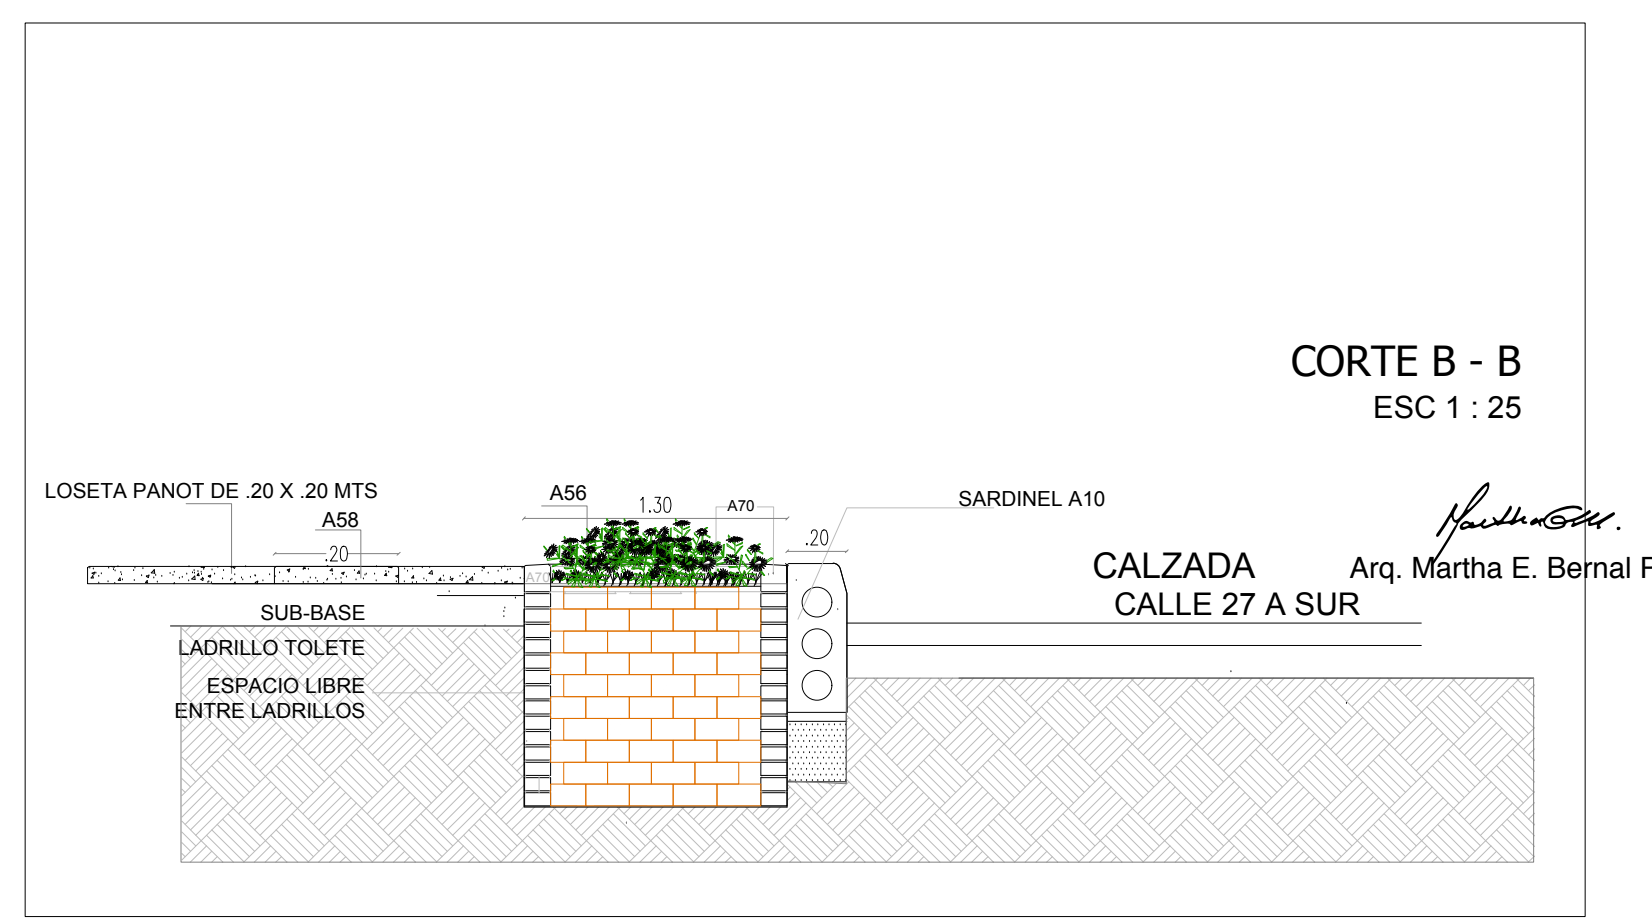 CORTE B - B
ESC 1 : 25
LOSETA PANOT DE .20 X .20 MTS
A58
.20
A56
1.30
A70
.20
SARDINEL A10
A70
CALZADA
CALLE 27 A SUR
Arq. Martha E. Bernal
SUB-BASE
LADRILLO TOLETE
ESPACIO LIBRE
ENTRE LADRILLOS